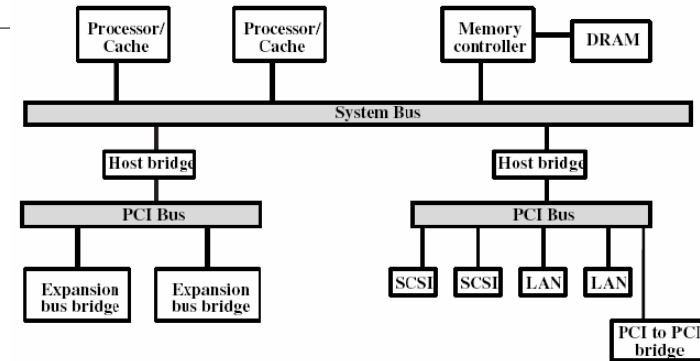 Processor/
Cache
Processor/
Cache
Memory
controller
DRAM
System Bus
Host bridge
Host bridge
PCI Bus
PCI Bus
Expansion
bus bridge
Expansion
bus bridge
SCSI
SCSI
LAN
LAN
PCI to PCI
bridge